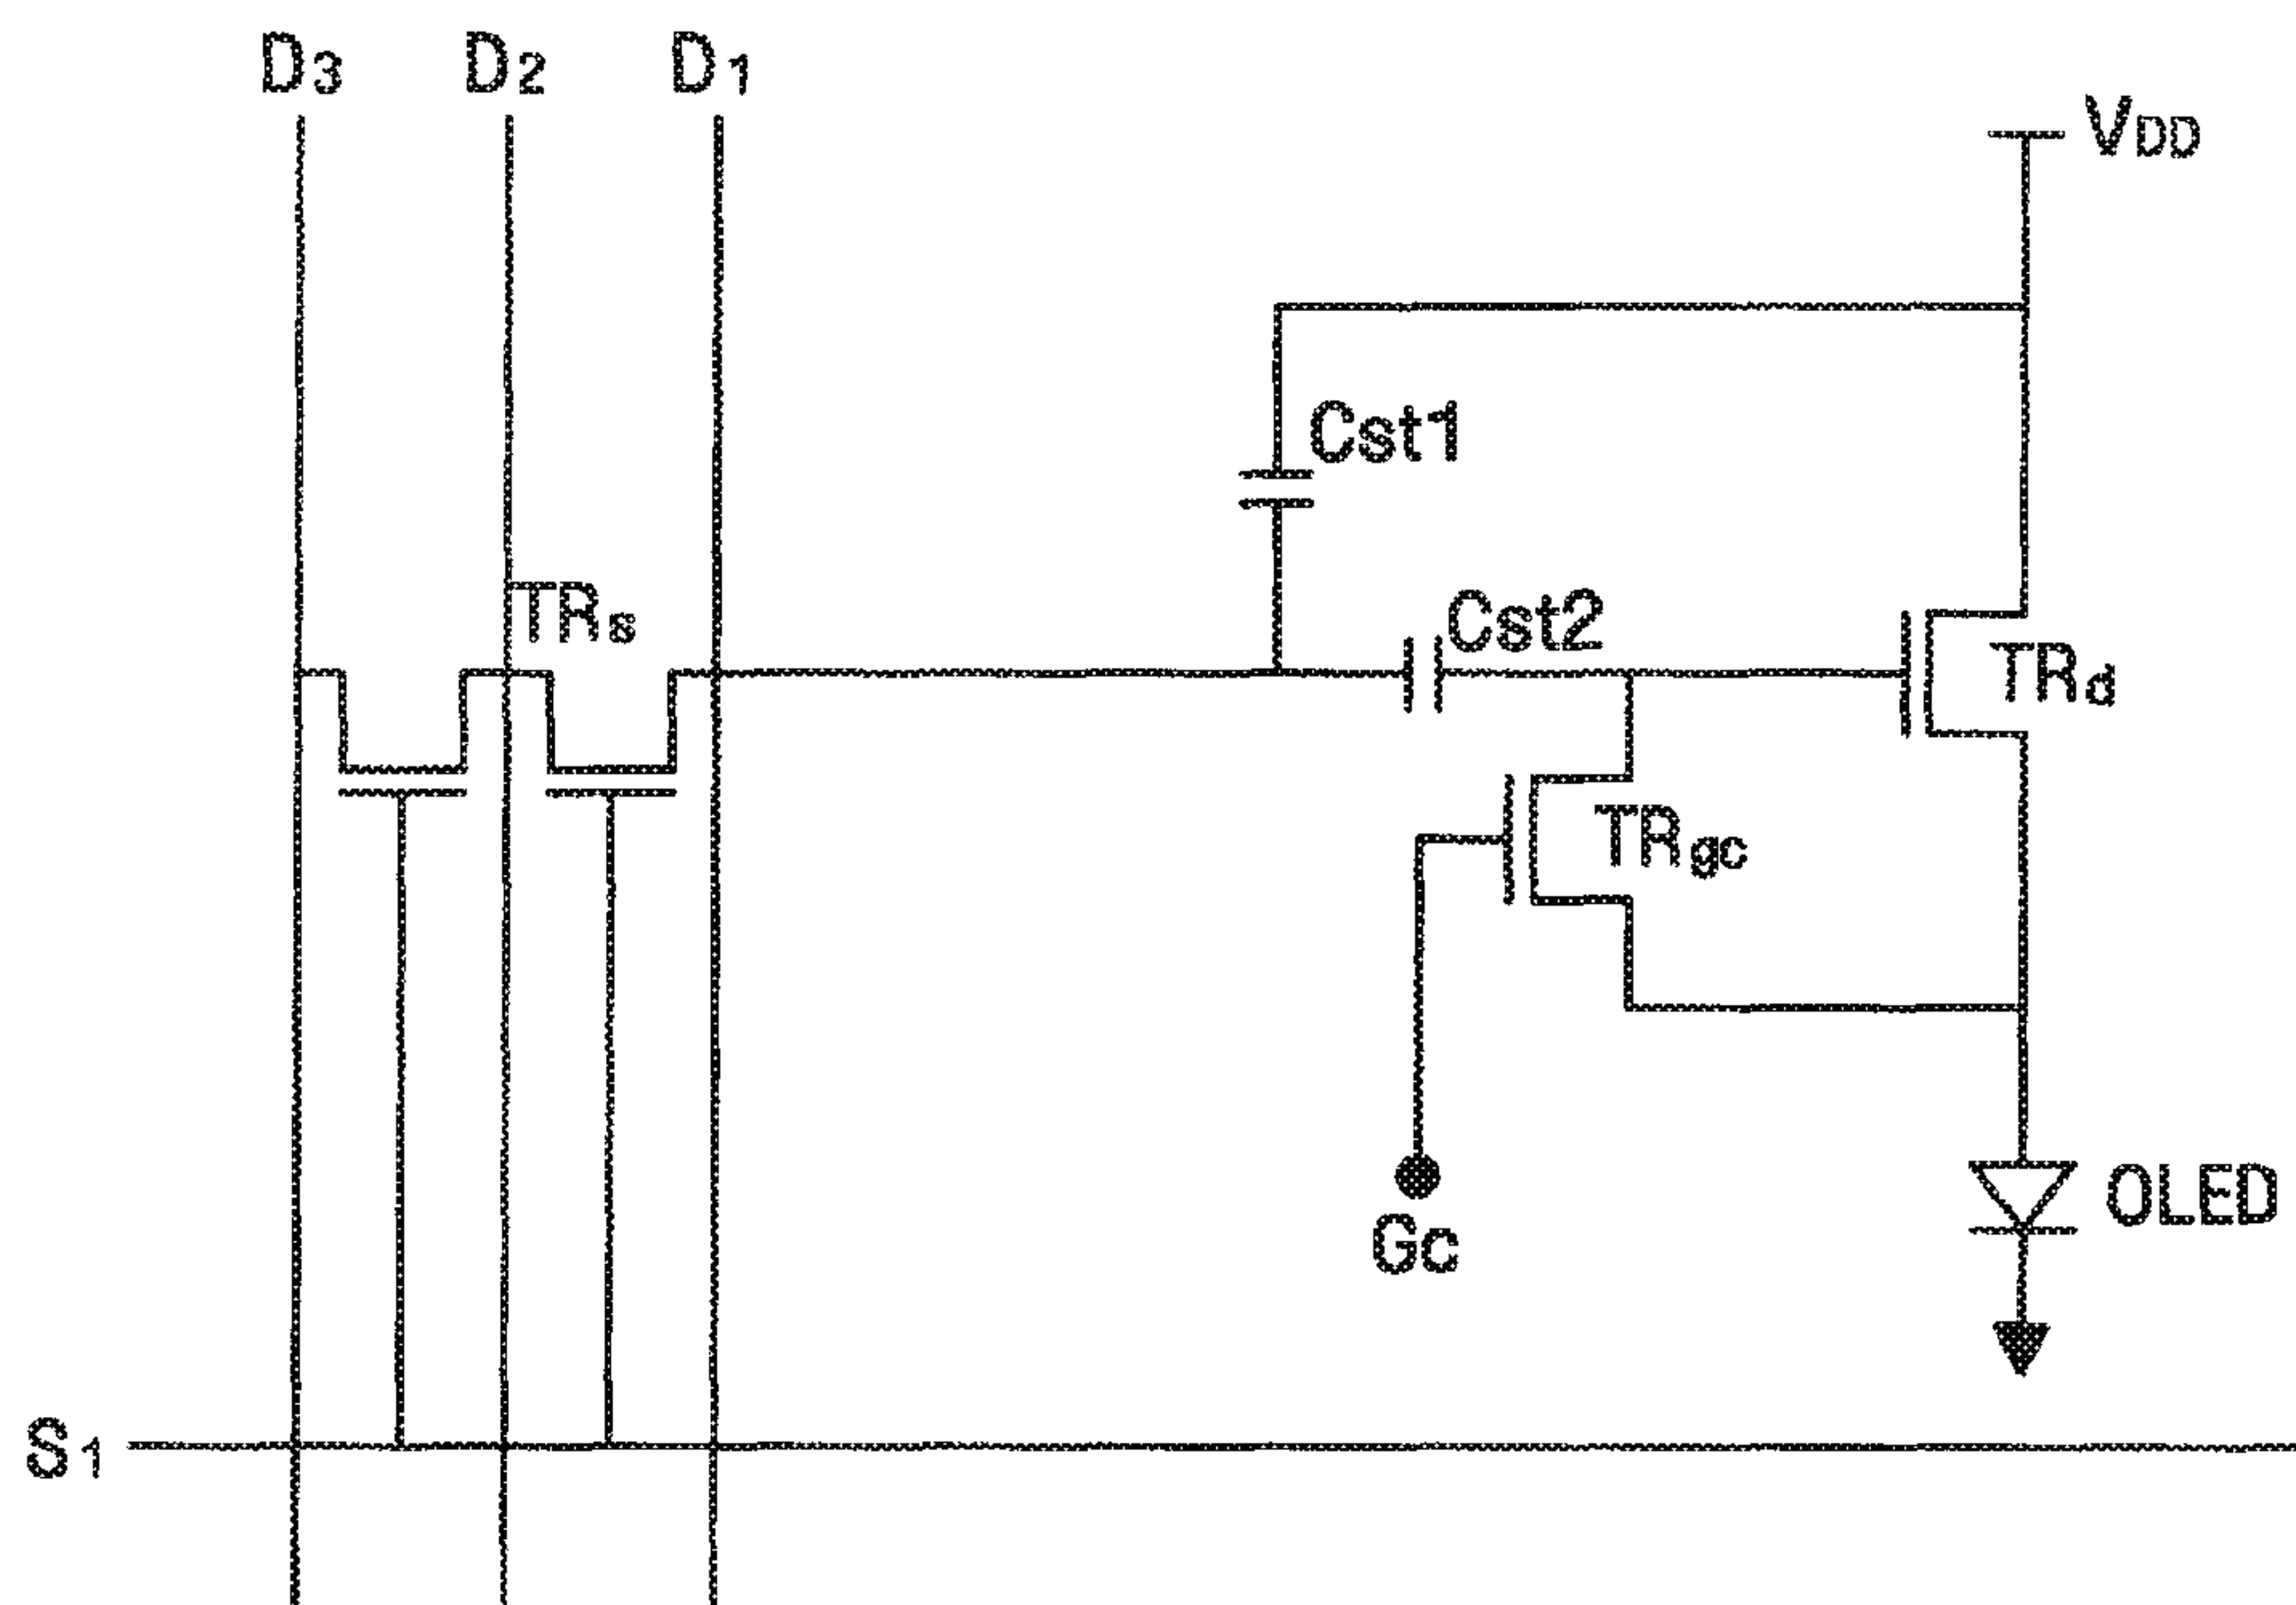 D3 D2 D1
VDD
Cst1
TRs
Cst2
TRd
TRgc
OLED
Gc
S1